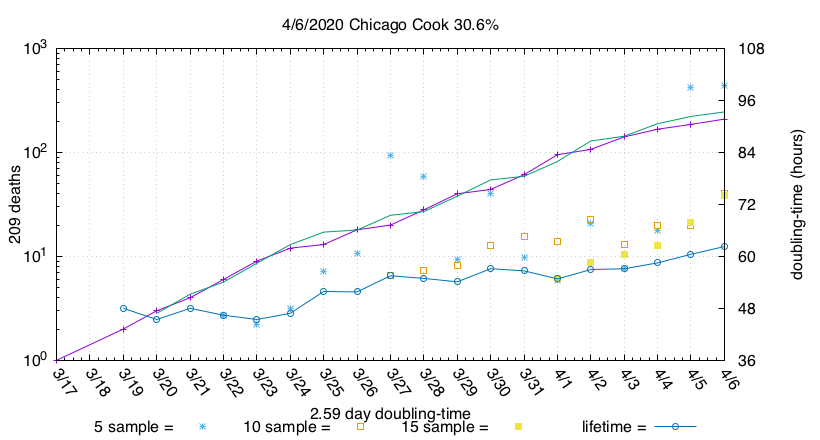 4/6/2020 Chicago Cook 30.6%
10³ 108
96
10² 84
72
10¹ 60
48
10⁰ 36
209 deaths
doubling-time (hours)
3/17 3/18 3/19 3/20 3/21 3/22 3/23 3/24 3/25 3/26 3/27 3/28 3/29 3/30 3/31 4/1 4/2 4/3 4/4 4/5 4/6
2.59 day doubling-time
5 sample = 10 sample = 15 sample = lifetime =